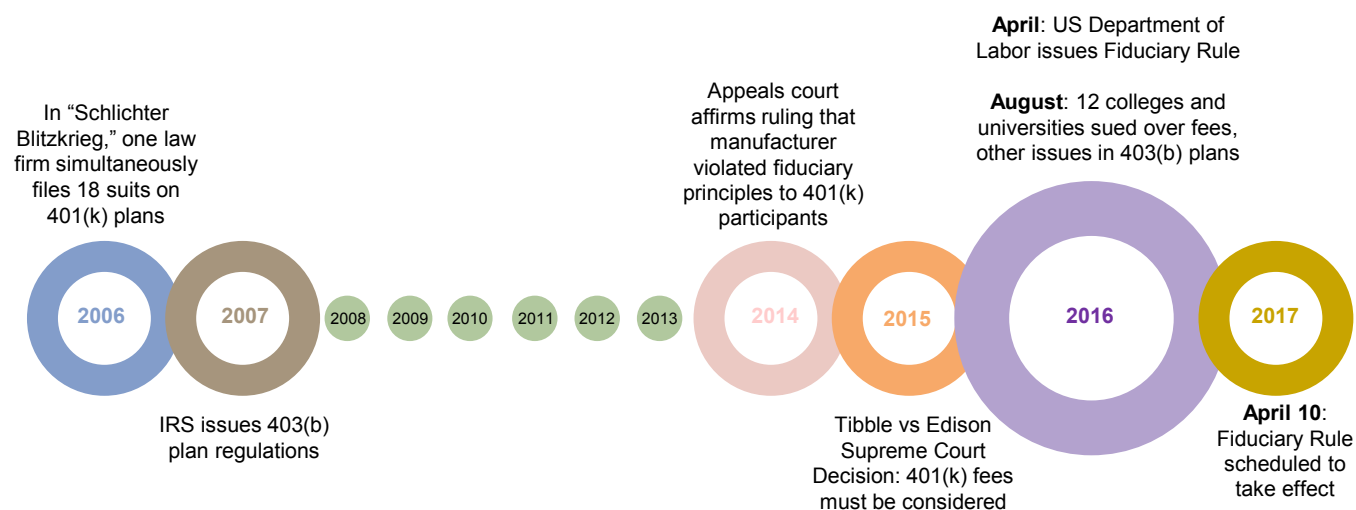 In “Schlichter
Blitzkrieg,” one law
firm simultaneously
files 18 suits on
401(k) plans
2006
2007
IRS issues 403(b)
plan regulations
2008
2009
2010
2011
2012
2013
Appeals court
affirms ruling that
manufacturer
violated fiduciary
principles to 401(k)
participants
2014
2015
Tibble vs Edison
Supreme Court
Decision: 401(k) fees
must be considered
April: US Department of
Labor issues Fiduciary Rule
August: 12 colleges and
universities sued over fees,
other issues in 403(b) plans
2016
2017
April 10:
Fiduciary Rule
scheduled to
take effect